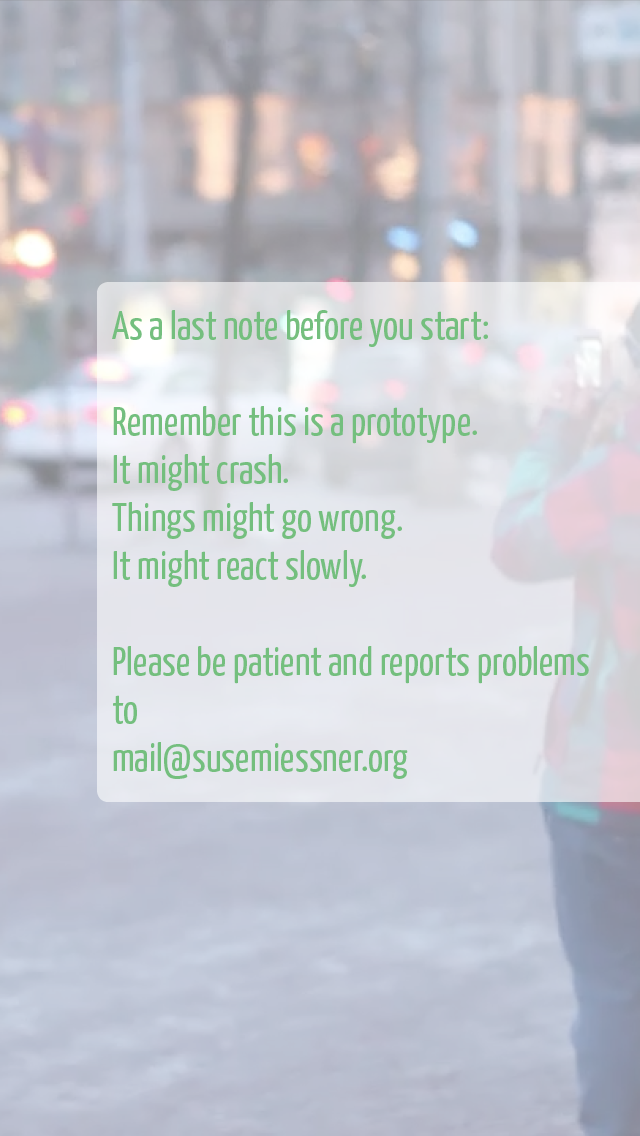 As a last note before you start:
Remember this is a prototype.
It might crash.
Things might go wrong.
It might react slowly.
Please be patient and reports problems
to
mail@susemiessner.org